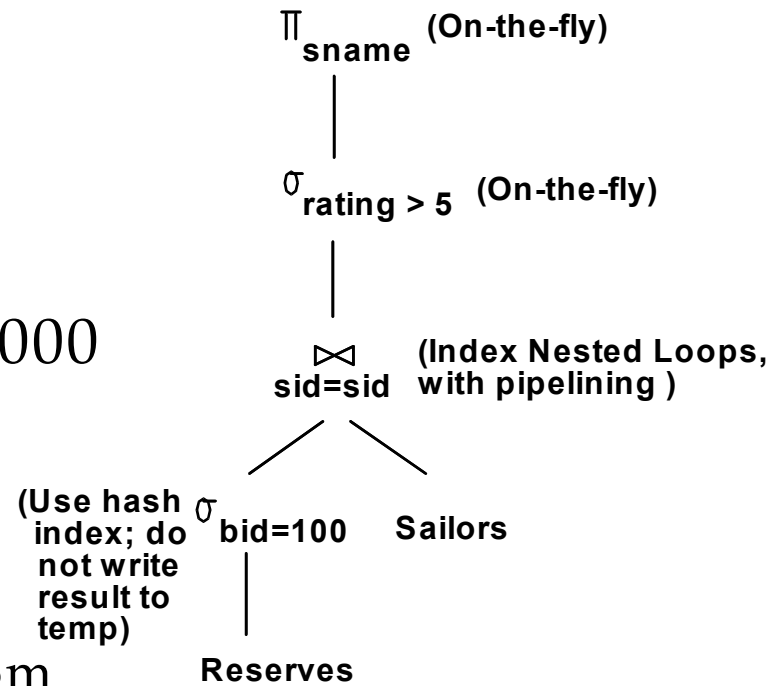 π sname (On-the-fly)
σ rating > 5 (On-the-fly)
000
⋈ (Index Nested Loops,
sid=sid with pipelining )
(Use hash
index; do
not write
result to
temp)
σ bid=100
Sailors
Reserves